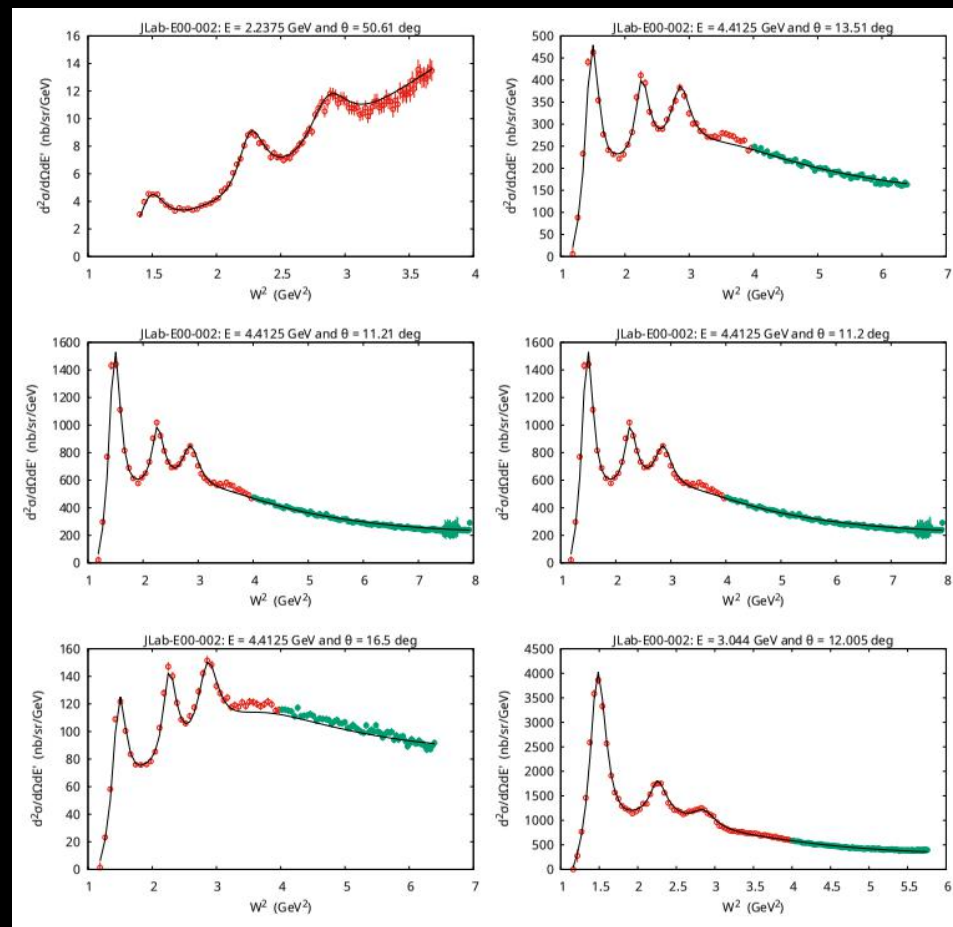 JLab-E00-002: E = 2.2375 GeV and θ = 50.61 deg
16
14
12
10
8
6
4
2
0
d²σ/dΩdE' (nb/sr/GeV)
1 1.5 2 2.5 3 3.5 4
W² (GeV²)
JLab-E00-002: E = 4.4125 GeV and θ = 13.51 deg
500
450
400
350
300
250
200
150
100
50
0
d²σ/dΩdE' (nb/sr/GeV)
1 2 3 4 5 6 7
W² (GeV²)
JLab-E00-002: E = 4.4125 GeV and θ = 11.21 deg
1600
1400
1200
1000
800
600
400
200
0
d²σ/dΩdE' (nb/sr/GeV)
1 2 3 4 5 6 7 8
W² (GeV²)
JLab-E00-002: E = 4.4125 GeV and θ = 11.2 deg
1600
1400
1200
1000
800
600
400
200
0
d²σ/dΩdE' (nb/sr/GeV)
1 2 3 4 5 6 7 8
W² (GeV²)
JLab-E00-002: E = 4.4125 GeV and θ = 16.5 deg
160
140
120
100
80
60
40
20
0
d²σ/dΩdE' (nb/sr/GeV)
1 2 3 4 5 6 7
W² (GeV²)
JLab-E00-002: E = 3.044 GeV and θ = 12.005 deg
4500
4000
3500
3000
2500
2000
1500
1000
500
0
d²σ/dΩdE' (nb/sr/GeV)
1 1.5 2 2.5 3 3.5 4 4.5 5 5.5 6
W² (GeV²)